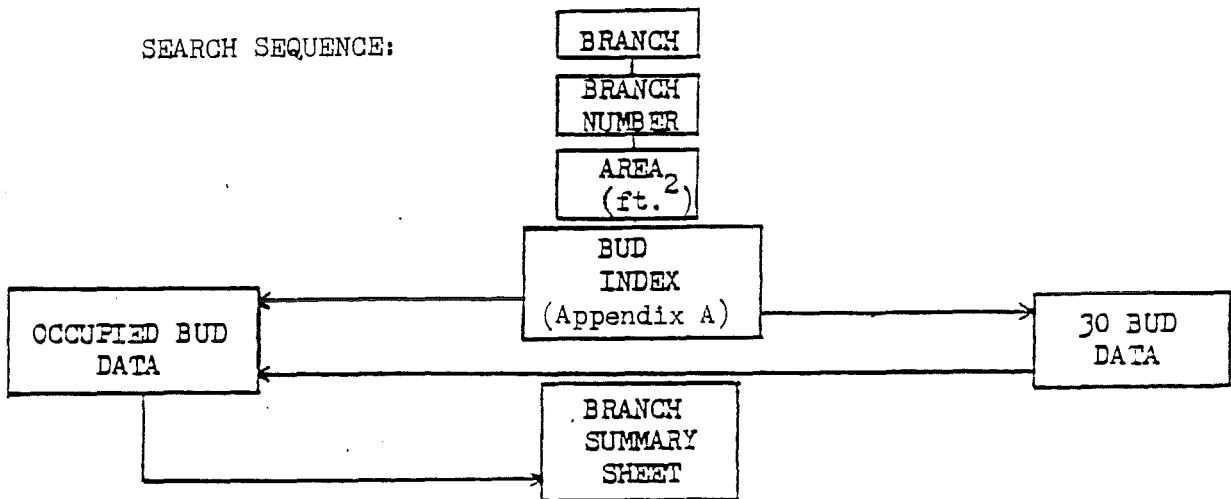 SEARCH SEQUENCE:
BRANCH
BRANCH
NUMBER
AREA
(ft.²)
BUD
INDEX
(Appendix A)
OCCUPIED BUD
DATA
30 BUD
DATA
BRANCH
SUMMARY
SHEET